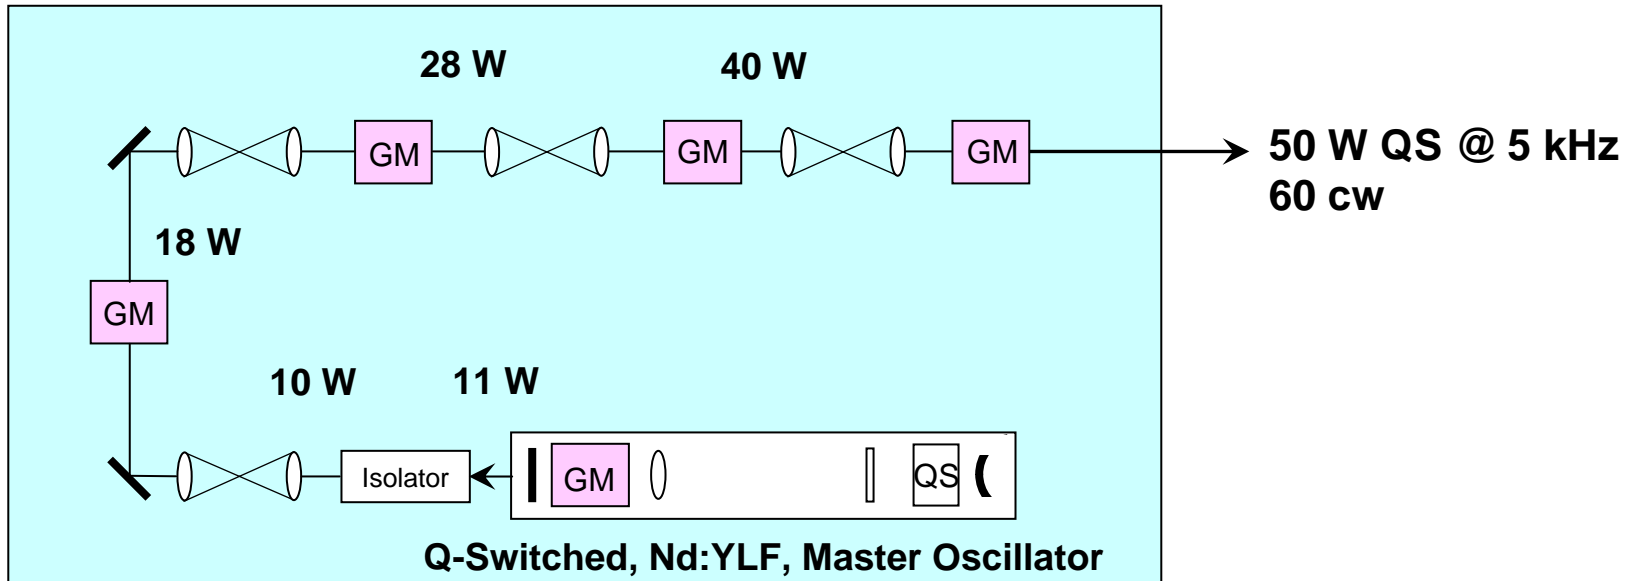 28 W
40 W
GM
GM
GM
50 W QS @ 5 kHz
60 cw
18 W
GM
10 W
11 W
Isolator
GM
QS
Q-Switched, Nd:YLF, Master Oscillator